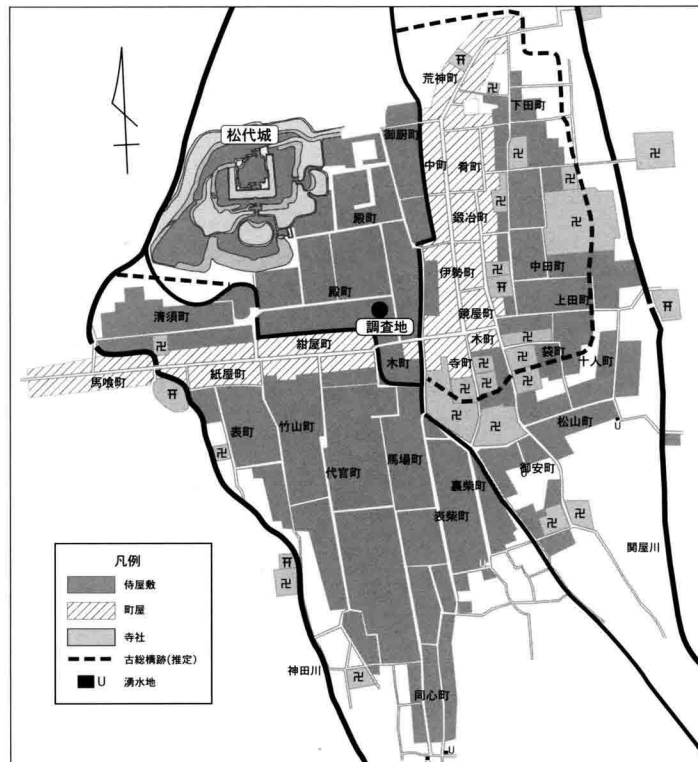 荒神町
下田町
松代城
御厨町
中町
肴町
殿町
鍛冶町
伊勢町
中田町
殿町
上田町
清須町
調査地
鏡屋町
紺屋町
木町
木町
寺町
袋町
十人町
馬喰町
紙屋町
松山町
U
表町
竹山町
代官町
馬場町
御安町
U
裏柴町
表柴町
関屋川
U
凡例
侍屋敷
町屋
寺社
古総構跡(推定)
U 湧水地
神田川
同心町
U